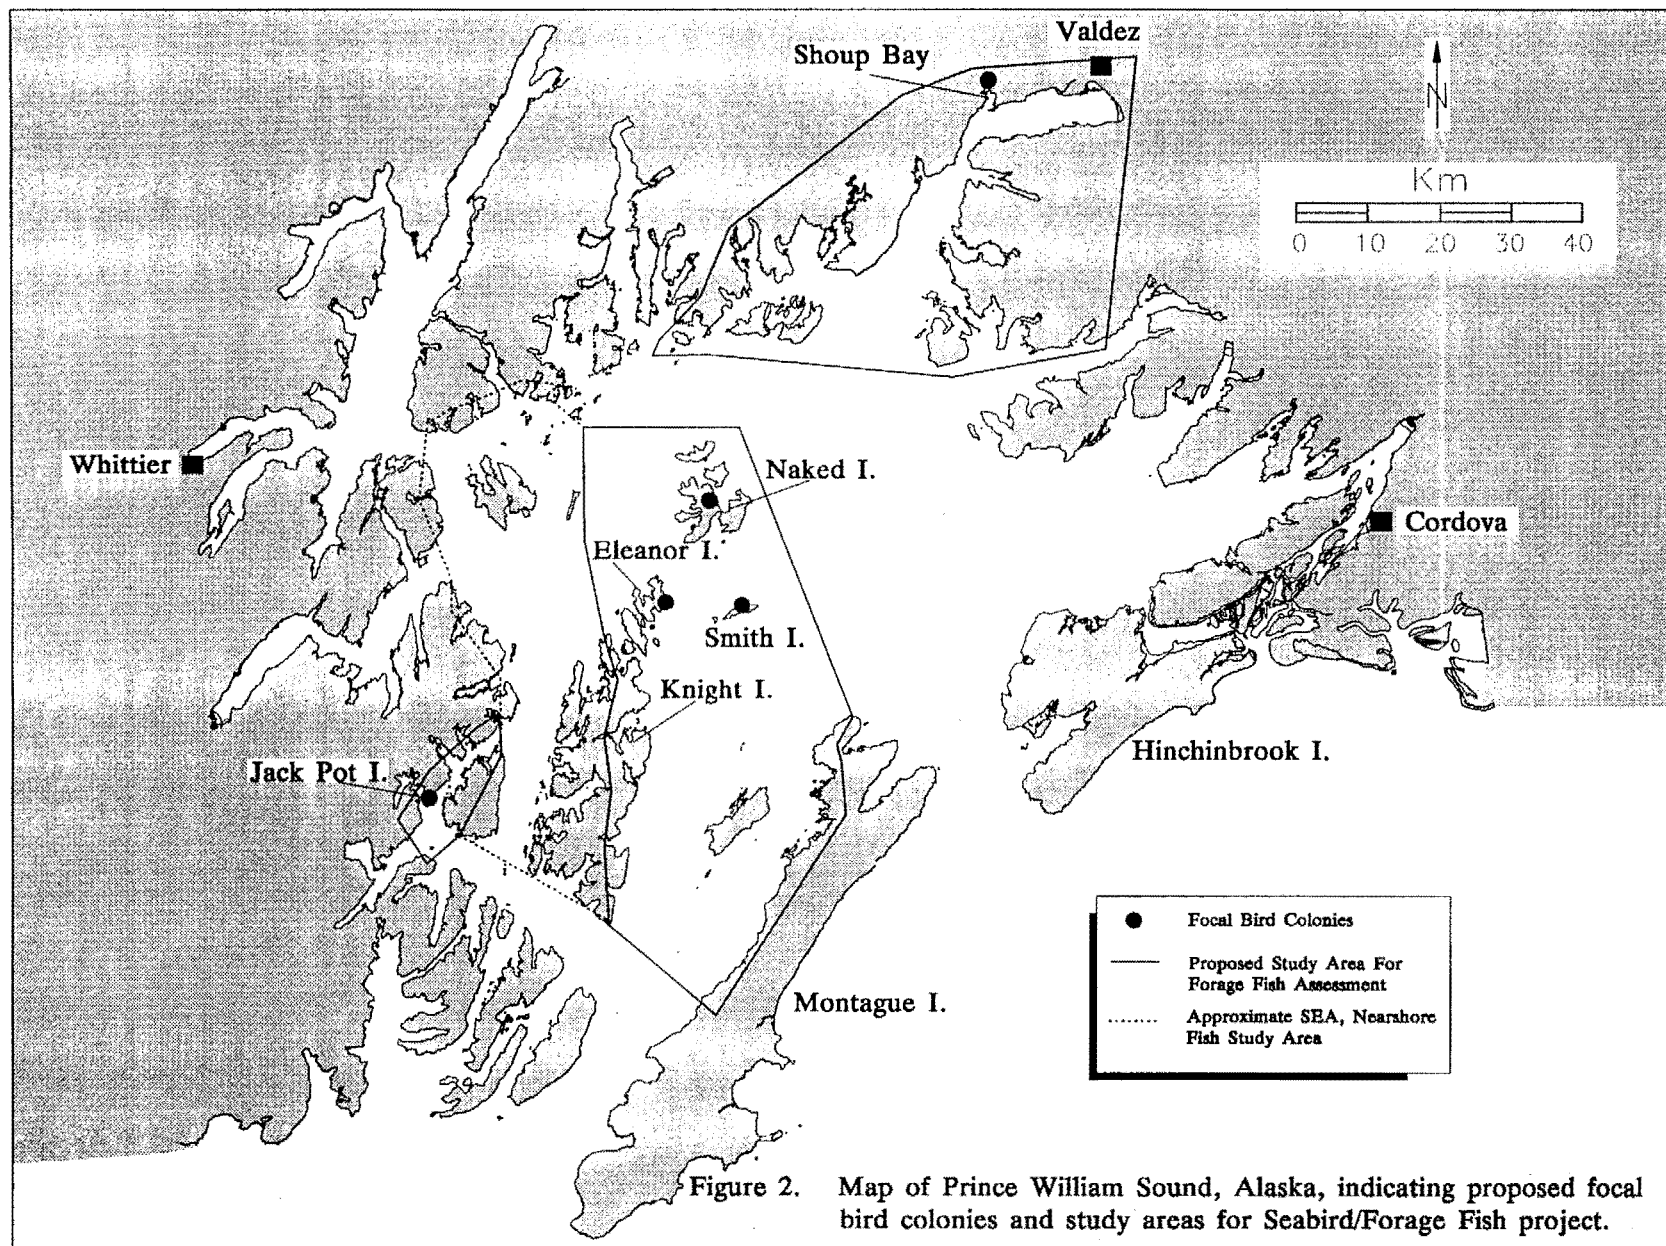 Valdez
Shoup Bay
N
Km
0 10 20 30 40
Whittier
Naked I.
Cordova
Eleanor I.
Smith I.
Knight I.
Jack Pot I.
Hinchinbrook I.
Montague I.
Focal Bird Colonies
Proposed Study Area For
Forage Fish Assessment
Approximate SEA, Nearshore
Fish Study Area
Figure 2. Map of Prince William Sound, Alaska, indicating proposed focal
bird colonies and study areas for Seabird/Forage Fish project.